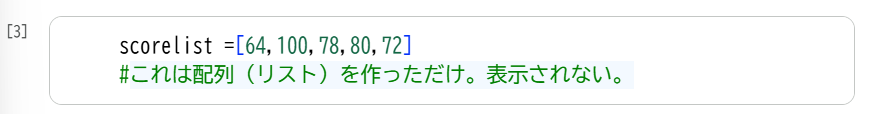 [3]
scorelist =[64,100,78,80,72]
#これは配列（リスト）を作っただけ。表示されない。